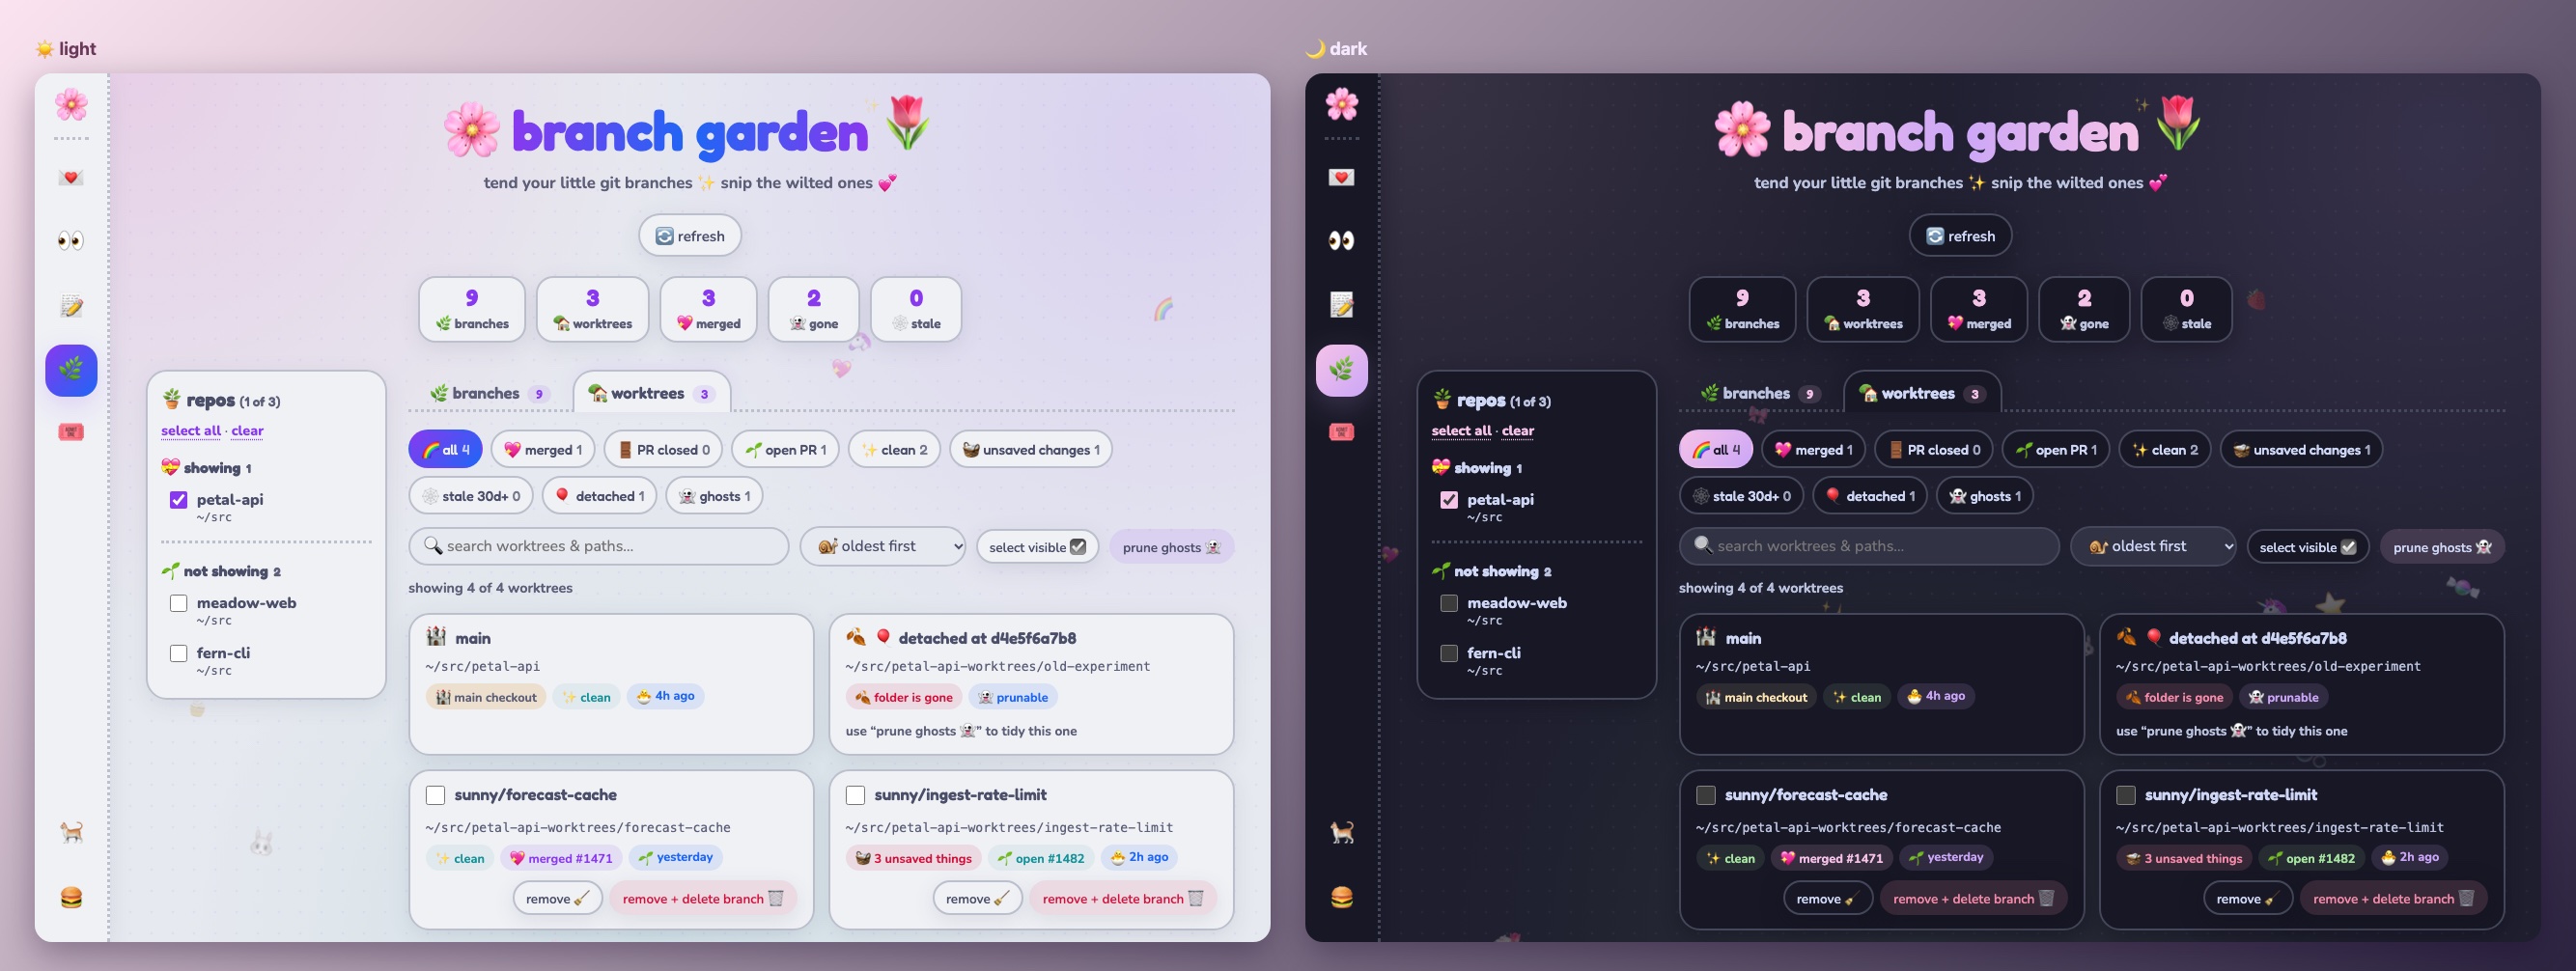 ☀️ light
🌸 branch garden 🌷
tend your little git branches ✨ snip the wilted ones 💕
🔄 refresh
9
🌿 branches
3
🏡 worktrees
3
💖 merged
2
👻 gone
0
🕸️ stale
🪴 repos (1 of 3)
select all · clear
💝 showing 1
petal-api
~/src
🌱 not showing 2
meadow-web
~/src
fern-cli
~/src
🌿 branches 9
🏡 worktrees 3
🌈 all 4
💖 merged 1
🚪 PR closed 0
🌱 open PR 1
✨ clean 2
🧺 unsaved changes 1
🕸️ stale 30d+ 0
🎈 detached 1
👻 ghosts 1
🔍 search worktrees & paths...
🐌 oldest first
select visible ☑️
prune ghosts 👻
showing 4 of 4 worktrees
🏰 main
~/src/petal-api
🏰 main checkout
✨ clean
🐣 4h ago
🍂 🎈 detached at d4e5f6a7b8
~/src/petal-api-worktrees/old-experiment
🍂 folder is gone
👻 prunable
use “prune ghosts 👻” to tidy this one
sunny/forecast-cache
~/src/petal-api-worktrees/forecast-cache
✨ clean
💖 merged #1471
🌱 yesterday
remove 🧹
remove + delete branch 🗑️
sunny/ingest-rate-limit
~/src/petal-api-worktrees/ingest-rate-limit
🧺 3 unsaved things
🌱 open #1482
🐣 2h ago
remove 🧹
remove + delete branch 🗑️
🌙 dark
🌸 branch garden 🌷
tend your little git branches ✨ snip the wilted ones 💕
🔄 refresh
9
🌿 branches
3
🏡 worktrees
3
💖 merged
2
👻 gone
0
🕸️ stale
🪴 repos (1 of 3)
select all · clear
💝 showing 1
petal-api
~/src
🌱 not showing 2
meadow-web
~/src
fern-cli
~/src
🌿 branches 9
🏡 worktrees 3
🌈 all 4
💖 merged 1
🚪 PR closed 0
🌱 open PR 1
✨ clean 2
🧺 unsaved changes 1
🕸️ stale 30d+ 0
🎈 detached 1
👻 ghosts 1
🔍 search worktrees & paths...
🐌 oldest first
select visible ☑️
prune ghosts 👻
showing 4 of 4 worktrees
🏰 main
~/src/petal-api
🏰 main checkout
✨ clean
🐣 4h ago
🍂 🎈 detached at d4e5f6a7b8
~/src/petal-api-worktrees/old-experiment
🍂 folder is gone
👻 prunable
use “prune ghosts 👻” to tidy this one
sunny/forecast-cache
~/src/petal-api-worktrees/forecast-cache
✨ clean
💖 merged #1471
🌱 yesterday
remove 🧹
remove + delete branch 🗑️
sunny/ingest-rate-limit
~/src/petal-api-worktrees/ingest-rate-limit
🧺 3 unsaved things
🌱 open #1482
🐣 2h ago
remove 🧹
remove + delete branch 🗑️